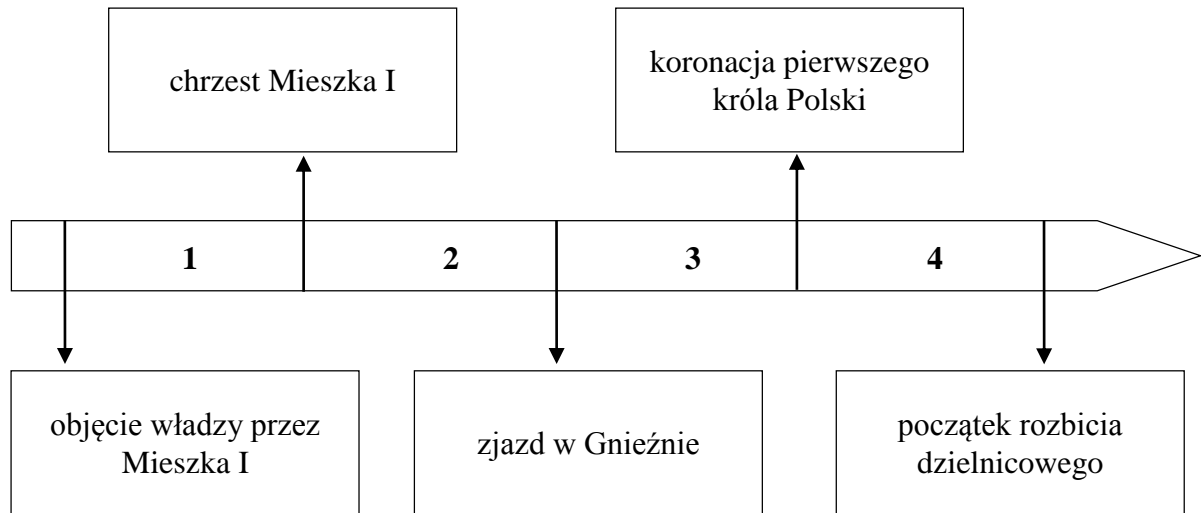 chrzest Mieszka I
koronacja pierwszego
króla Polski
1
2
3
4
objęcie władzy przez
Mieszka I
zjazd w Gnieźnie
początek rozbicia
dzielnicowego